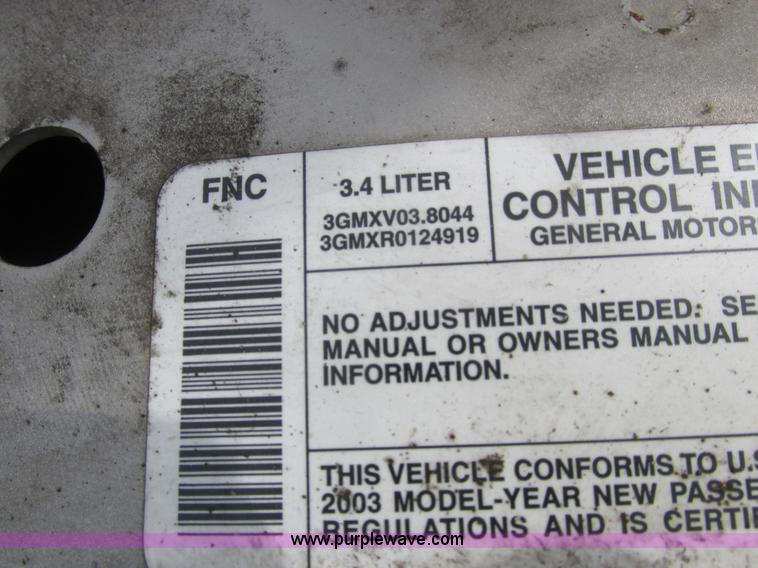 FNC
3.4 LITER
3GMXV03.8044
3GMXR0124919
VEHICLE
CONTROL
GENERAL MOTOR
NO ADJUSTMENTS NEEDED: SE
MANUAL OR OWNERS MANUAL
INFORMATION.
THIS VEHICLE CONFORMS TO U.S
2003 MODEL-YEAR NEW PASSE
REGULATIONS AND IS CERTI
www.purplewave.com